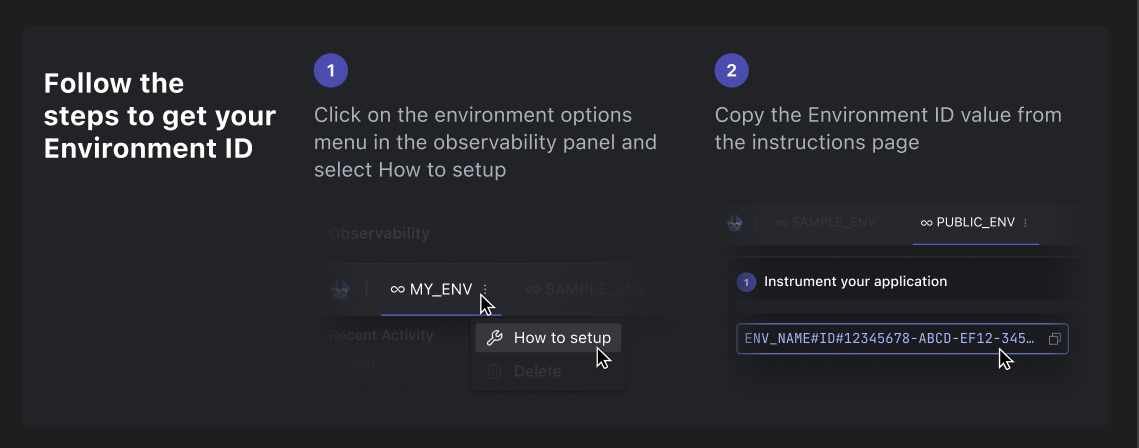 Follow the
steps to get your
Environment ID
1
Click on the environment options
menu in the observability panel and
select How to setup
Observability
∞ MY_ENV ⋮
∞ SAMPLE_ENV
Recent Activity
How to setup
Delete
2
Copy the Environment ID value from
the instructions page
∞ SAMPLE_ENV
∞ PUBLIC_ENV ⋮
1 Instrument your application
ENV_NAME#ID#12345678-ABCD-EF12-345…